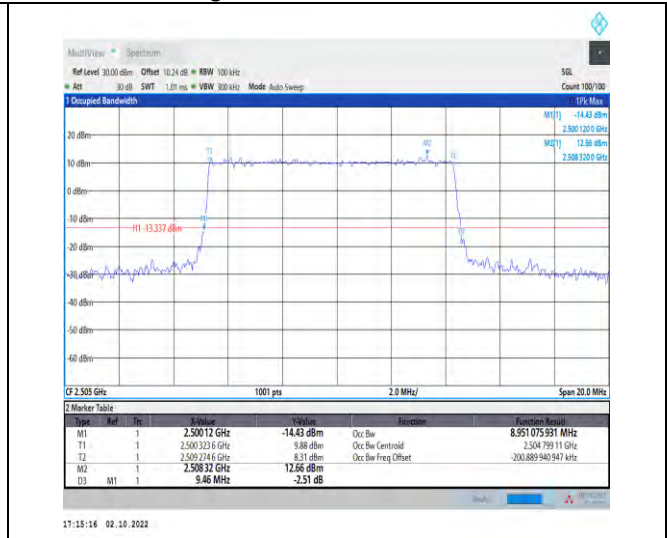 MultiView Spectrum
Ref Level 30.00 dBm Offset 10.24 dB RBW 100 kHz SGL
Att 30 dB SWT 1.01 ms VBW 300 kHz Mode Auto Sweep Count 100/100
1 Occupied Bandwidth 1Pk Max
M1[1] -14.43 dBm
2.500 120 0 GHz
M2[1] 12.66 dBm
2.508 320 0 GHz
20 dBm
10 dBm
0 dBm
-10 dBm
H1 -13.337 dBm
-20 dBm
-30 dBm
-40 dBm
-50 dBm
-60 dBm
T1
M2
T2
M1
D3
CF 2.505 GHz 1001 pts 2.0 MHz/ Span 20.0 MHz
2 Marker Table
Type Ref Trc X-Value Y-Value Function Function Result
M1 1 2.50012 GHz -14.43 dBm Occ Bw 8.951 075 931 MHz
T1 1 2.500 323 6 GHz 9.88 dBm Occ Bw Centroid 2.504 799 11 GHz
T2 1 2.509 274 6 GHz 8.31 dBm Occ Bw Freq Offset -200.889 940 947 kHz
M2 1 2.508 32 GHz 12.66 dBm
D3 M1 1 9.46 MHz -2.51 dB
17:15:16 02.10.2022